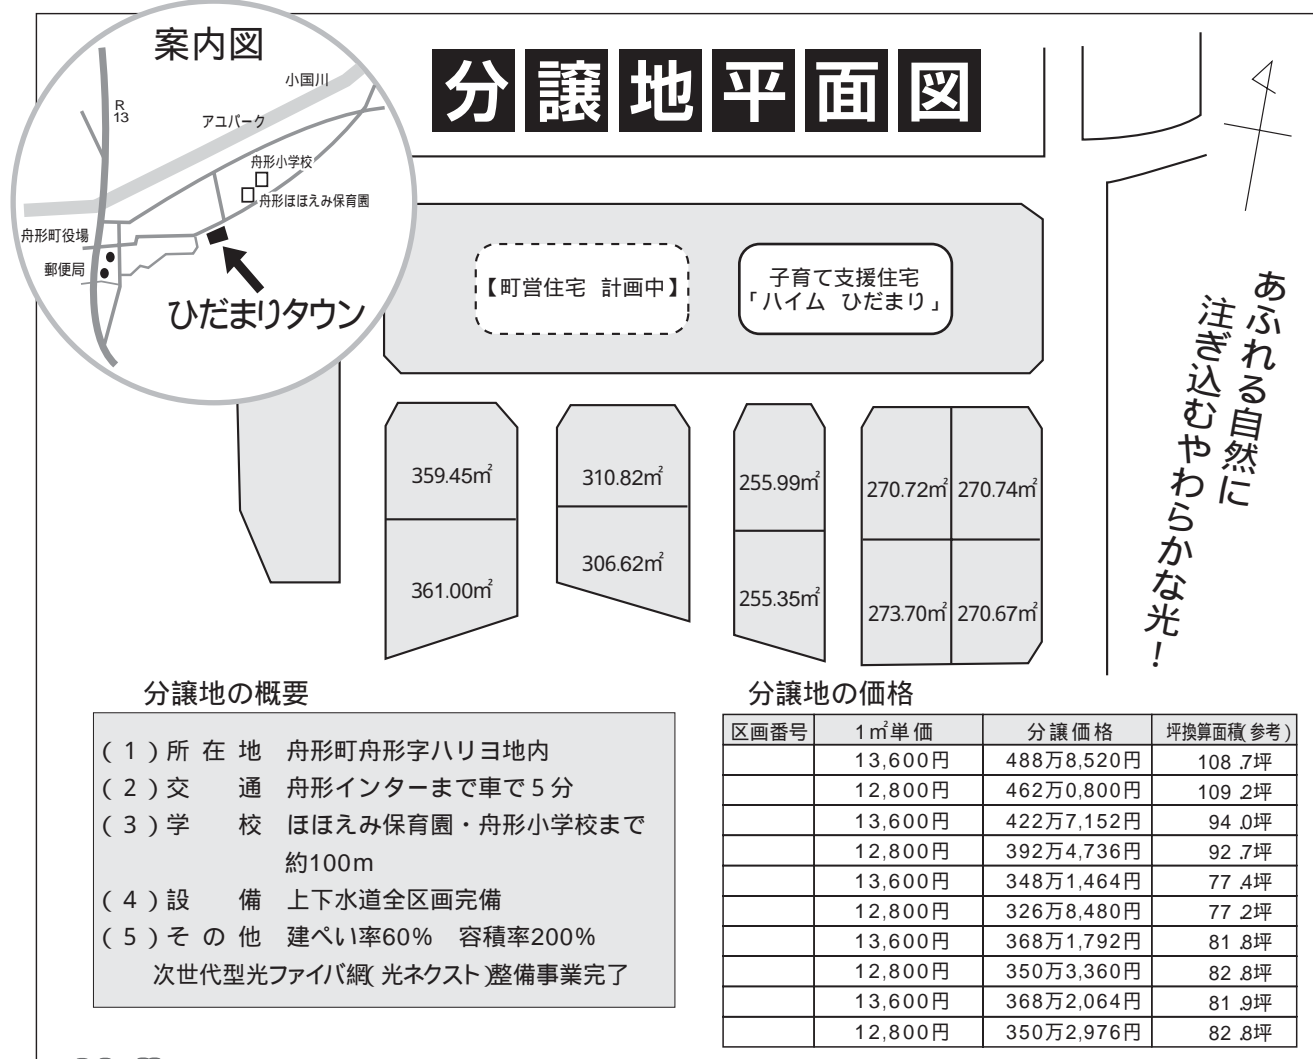 案内図
小国川
R
13
アユパーク
舟形小学校
舟形ほほえみ保育園
舟形町役場
郵便局
ひだまりタウン
分譲地平面図
【町営住宅 計画中】
子育て支援住宅
「ハイム ひだまり」
あふれる自然に
注ぎ込むやわらかな光！
359.45㎡
310.82㎡
255.99㎡
270.72㎡ 270.74㎡
361.00㎡
306.62㎡
255.35㎡
273.70㎡ 270.67㎡
分譲地の概要
(1)所在地 舟形町舟形字ハリヨ地内
(2)交通 舟形インターまで車で5分
(3)学校 ほほえみ保育園・舟形小学校まで
約100m
(4)設備 上下水道全区画完備
(5)その他 建ぺい率60% 容積率200%
次世代型光ファイバ網(光ネクスト)整備事業完了
分譲地の価格
区画番号 1㎡単価 分譲価格 坪換算面積(参考)
13,600円 488万8,520円 108.7坪
12,800円 462万0,800円 109.2坪
13,600円 422万7,152円 94.0坪
12,800円 392万4,736円 92.7坪
13,600円 348万1,464円 77.4坪
12,800円 326万8,480円 77.2坪
13,600円 368万1,792円 81.8坪
12,800円 350万3,360円 82.8坪
13,600円 368万2,064円 81.9坪
12,800円 350万2,976円 82.8坪